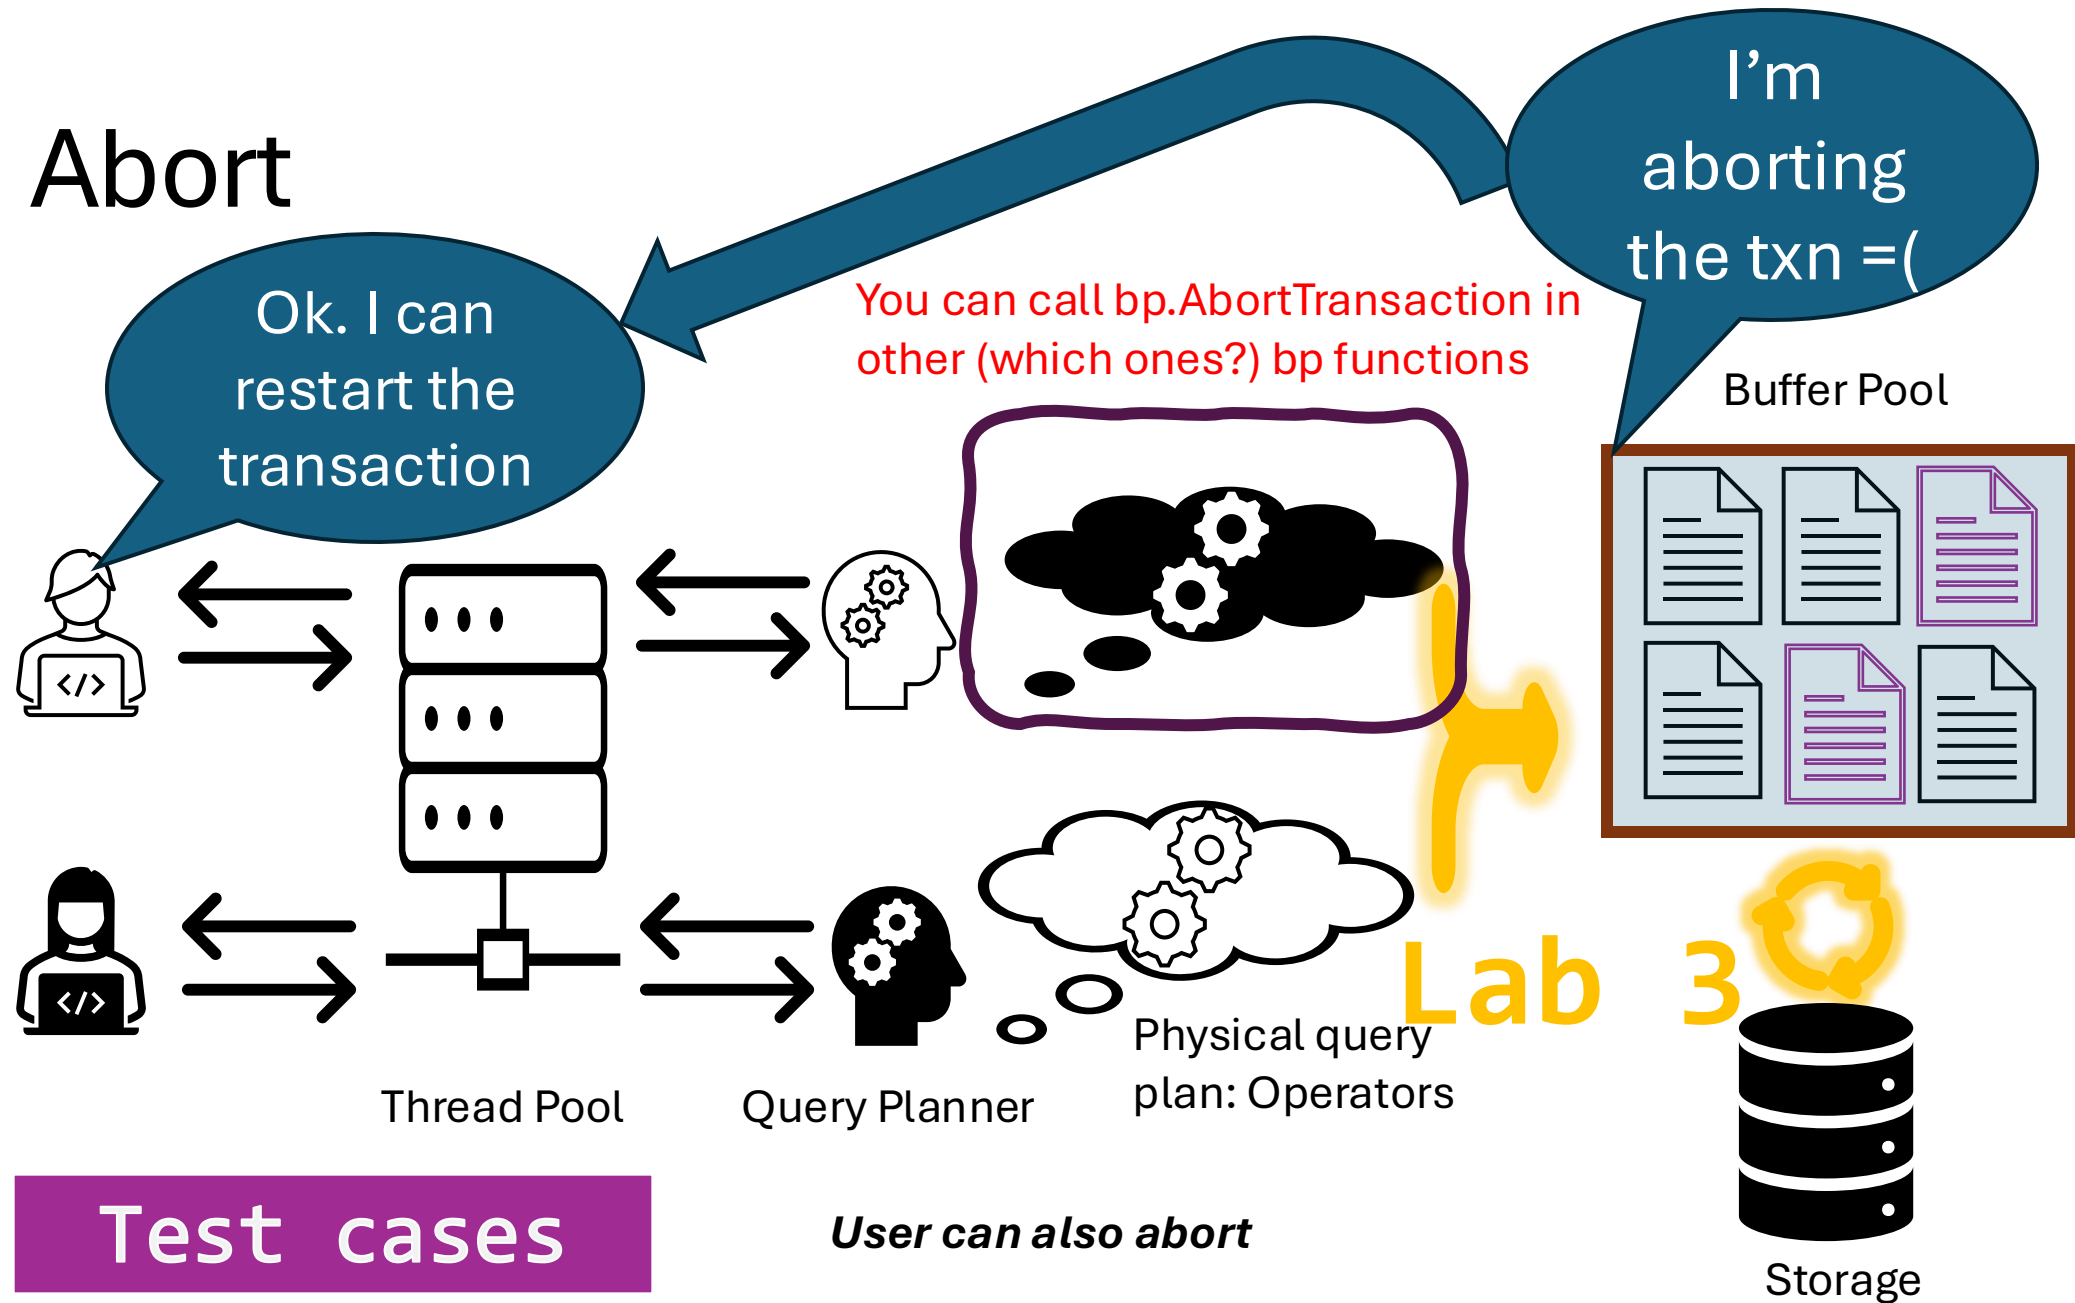 Abort
I'm
aborting
the txn =(
Ok. I can
restart the
transaction
You can call bp.AbortTransaction in
other (which ones?) bp functions
Buffer Pool
</>
</>
Lab 3
Physical query
plan: Operators
Thread Pool
Query Planner
Test cases
User can also abort
Storage